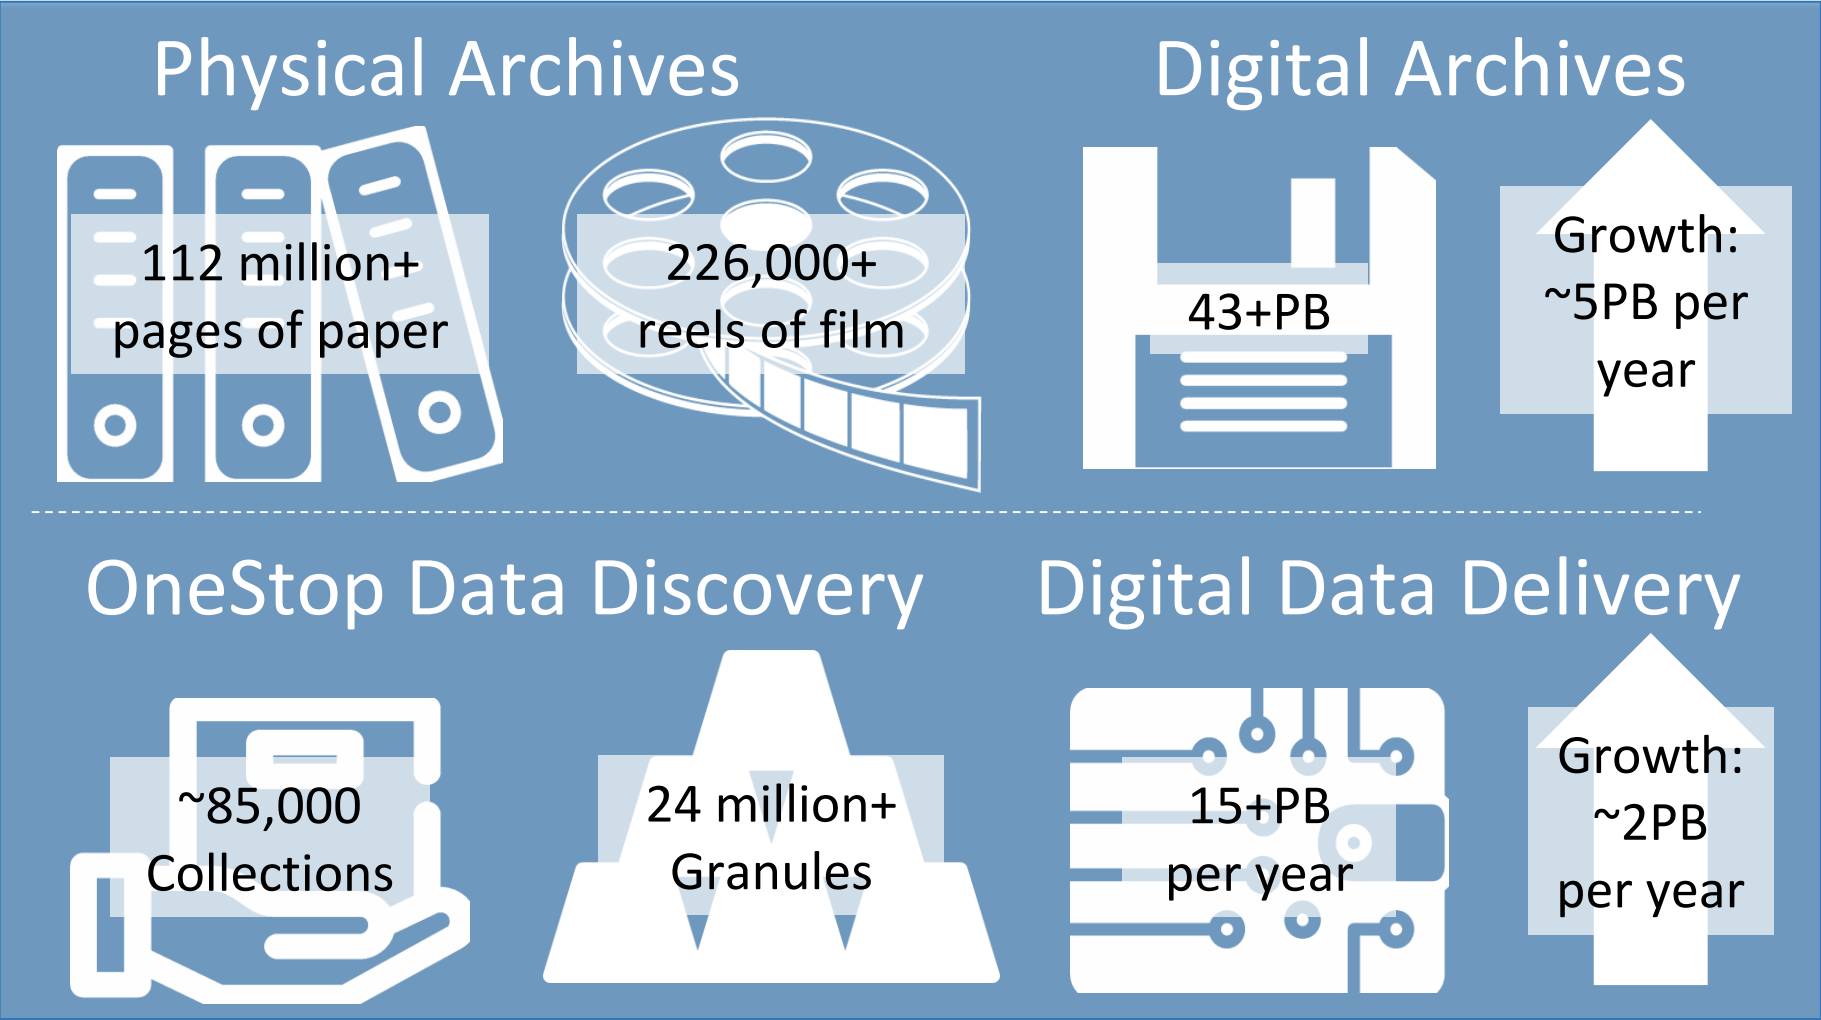 Physical Archives
112 million+
pages of paper
226,000+
reels of film
Digital Archives
43+PB
Growth:
~5PB per
year
OneStop Data Discovery
~85,000
Collections
24 million+
Granules
Digital Data Delivery
15+PB
per year
Growth:
~2PB
per year